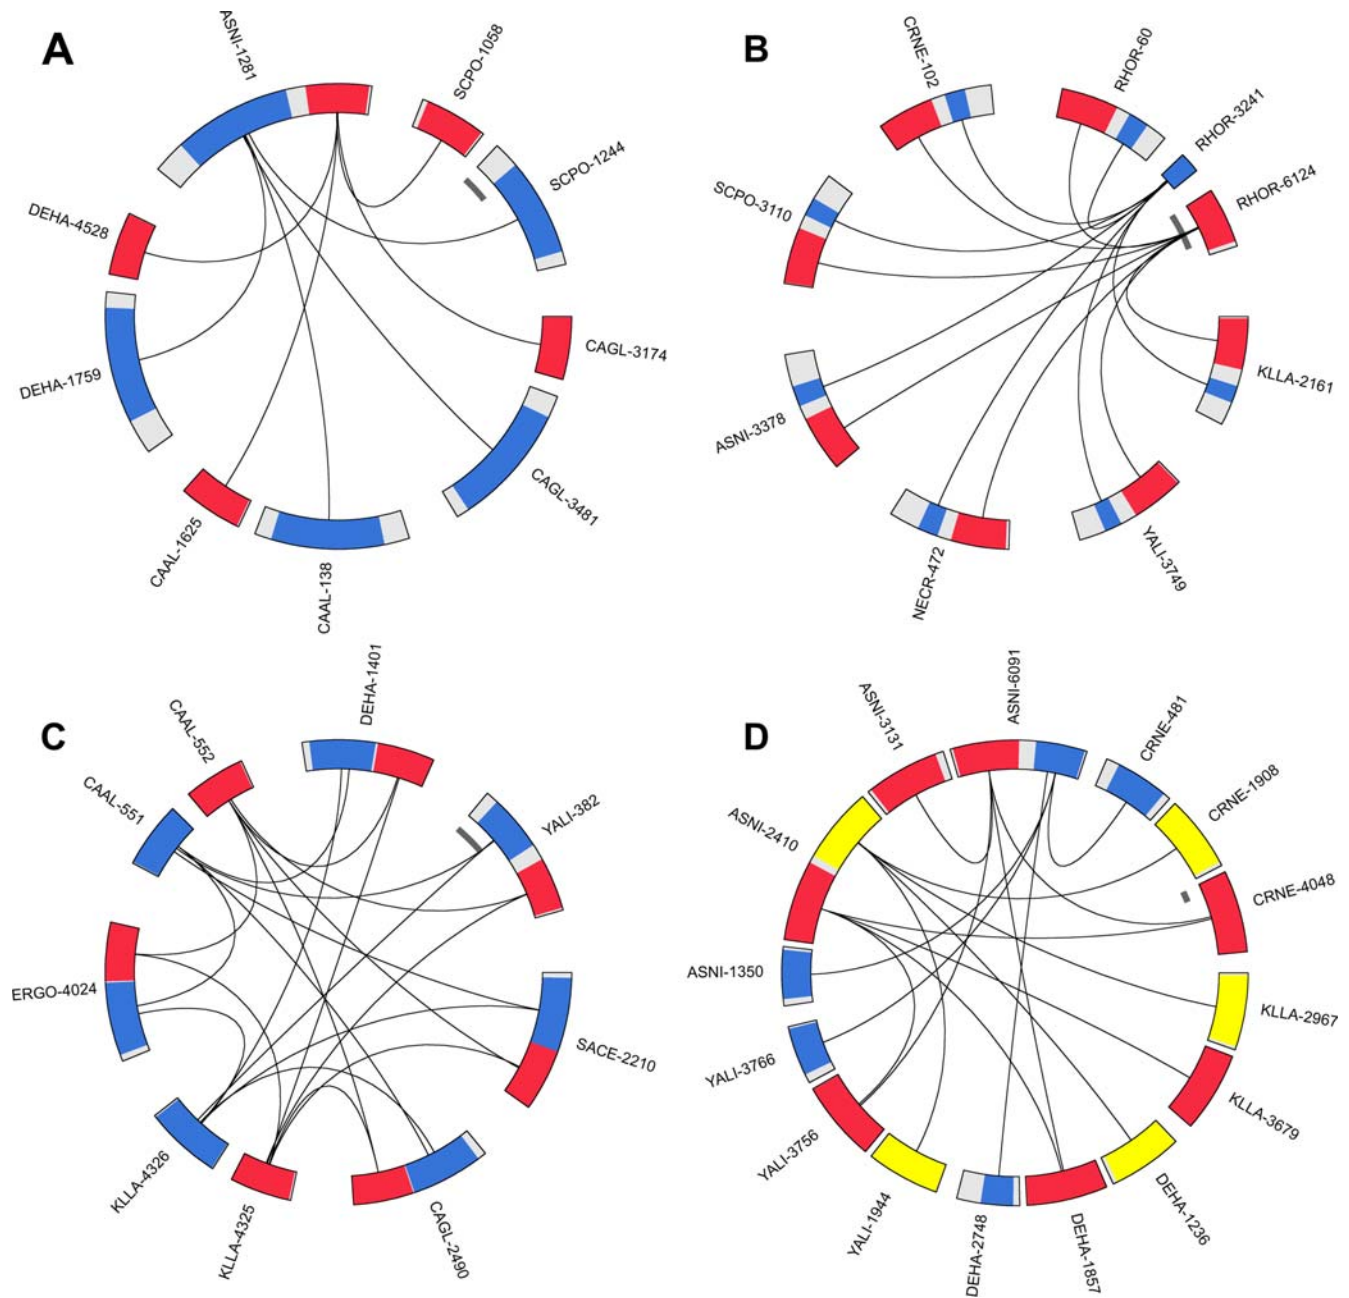 A
ASNI-1281
SCPO-1058
SCPO-1244
DEHA-4528
CAGL-3174
DEHA-1759
CAGL-3481
CAAL-1625
CAAL-138
B
CRNE-102
RHOR-60
RHOR-3241
RHOR-6124
SCPO-3110
KLLA-2161
ASNI-3378
YALI-3749
NECR-472
C
CAAL-552
DEHA-1401
CAAL-551
YALI-382
ERGO-4024
SACE-2210
KLLA-4326
KLLA-4325
CAGL-2490
D
ASNI-3131
ASNI-6091
CRNE-481
CRNE-1908
ASNI-2410
CRNE-4048
ASNI-1350
KLLA-2967
YALI-3766
KLLA-3679
YALI-3756
DEHA-1236
YALI-1944
DEHA-2748
DEHA-1857